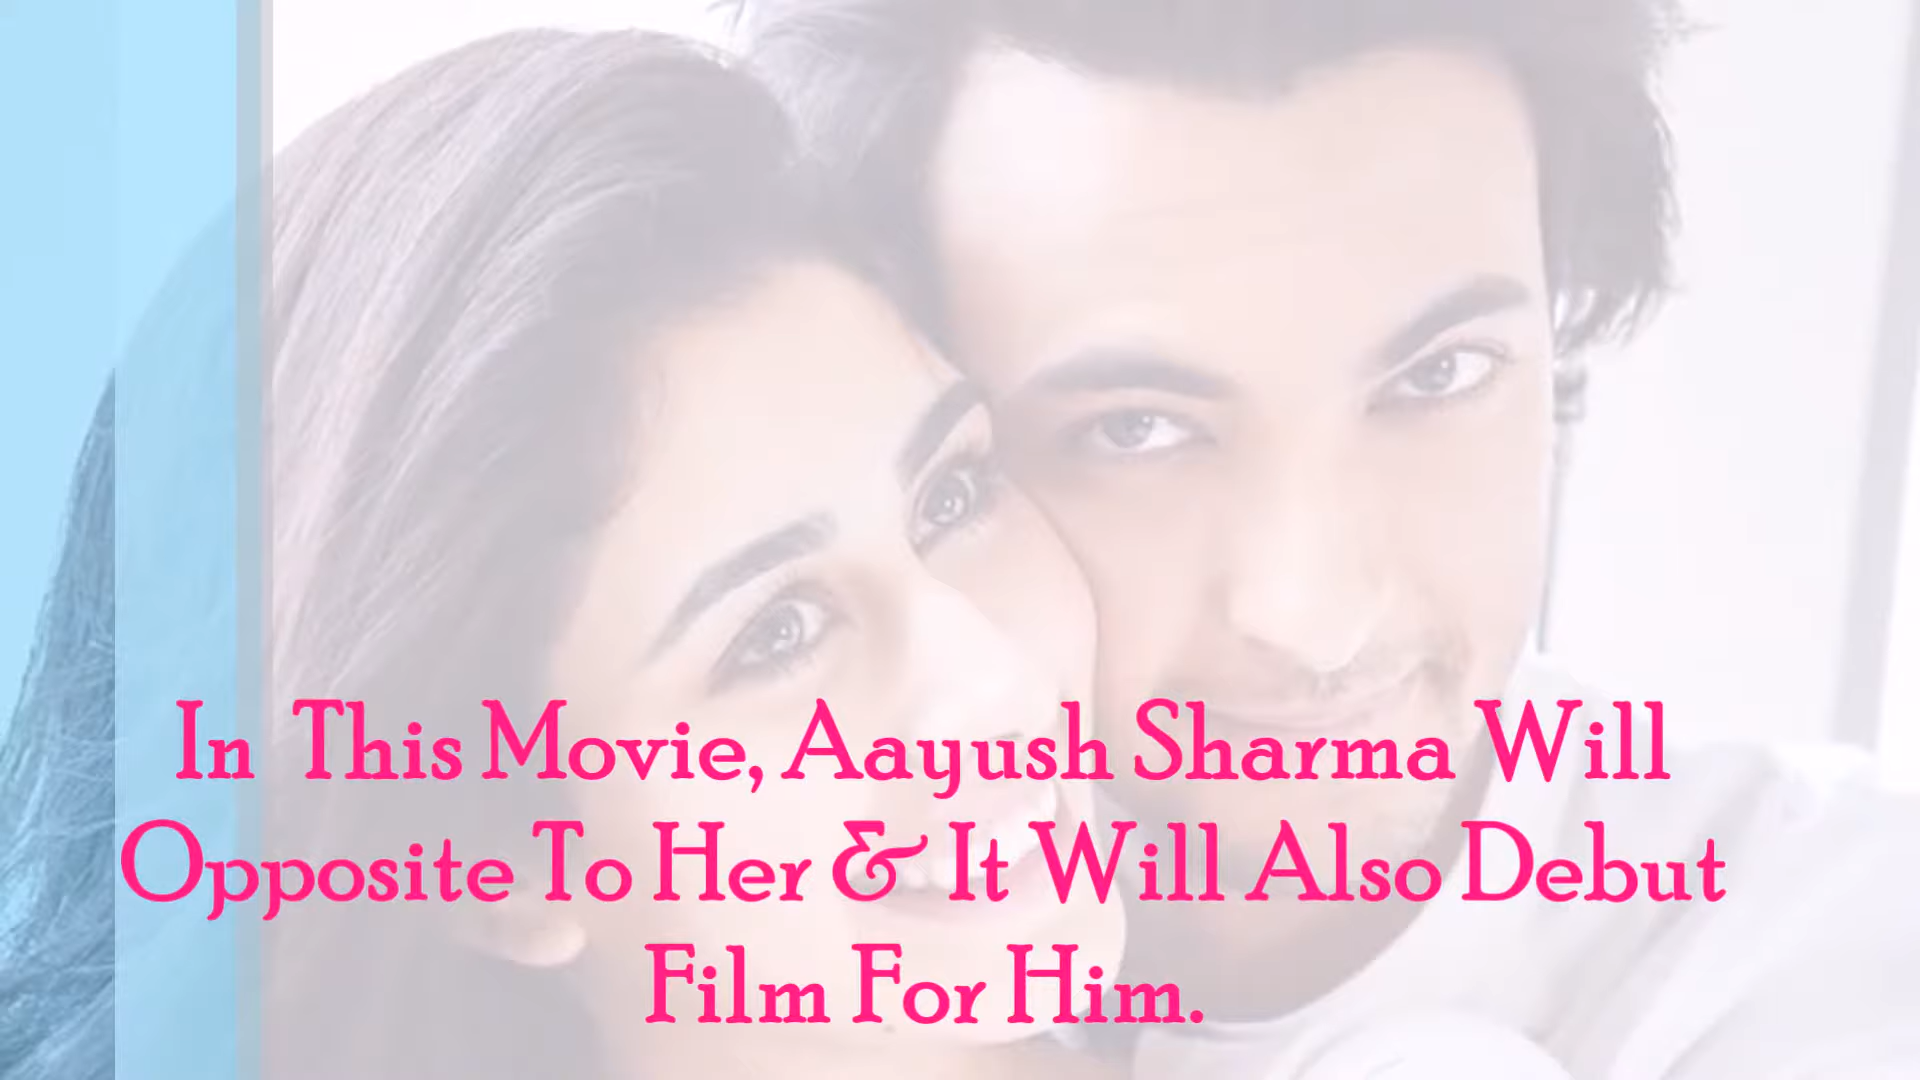 In This Movie, Aayush Sharma Will
Opposite To Her & It Will Also Debut
Film For Him.